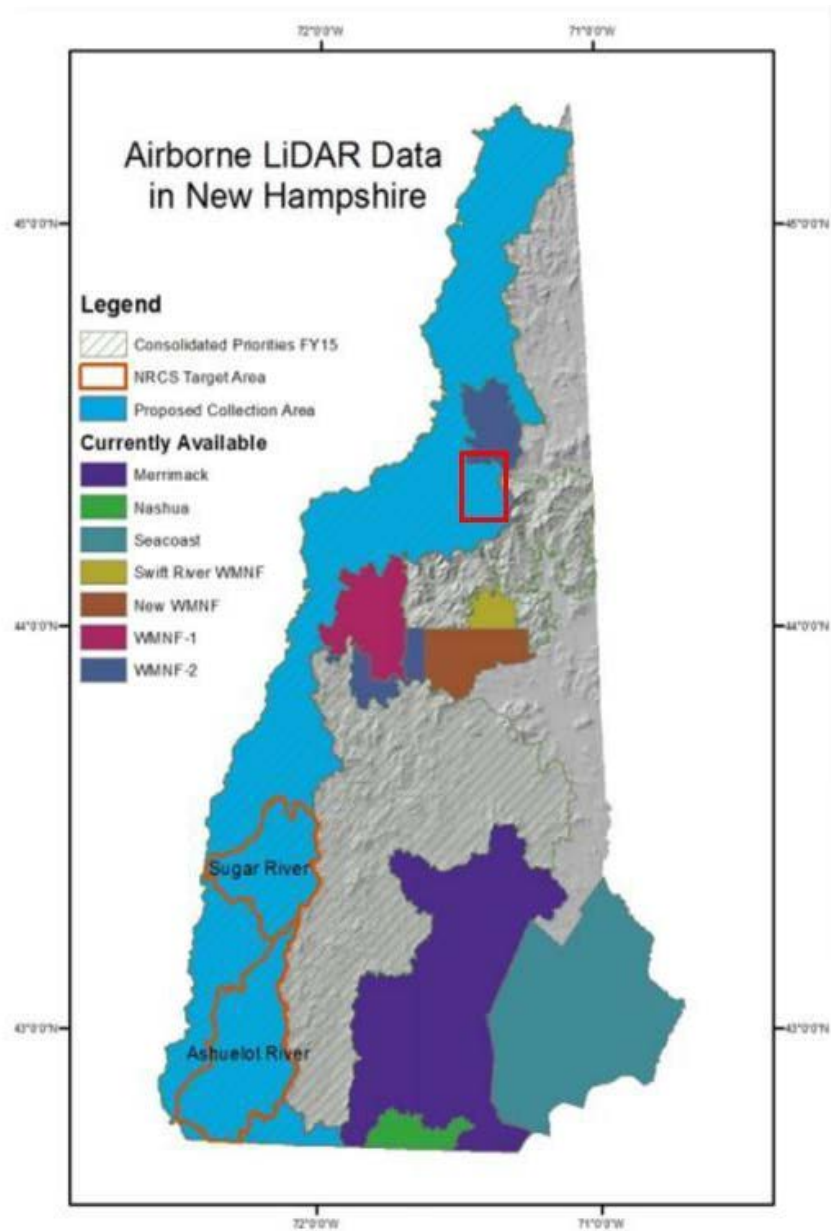 72°0'0"W
71°0'0"W
Airborne LiDAR Data
in New Hampshire
45°0'0"N
45°0'0"N
Legend
Consolidated Priorities FY15
NRCS Target Area
Proposed Collection Area
Currently Available
Merrimack
Nashua
Seacoast
Swift River WMNF
New WMNF
WMNF-1
WMNF-2
44°0'0"N
44°0'0"N
Sugar River
43°0'0"N
43°0'0"N
Ashuelot River
72°0'0"W
71°0'0"W